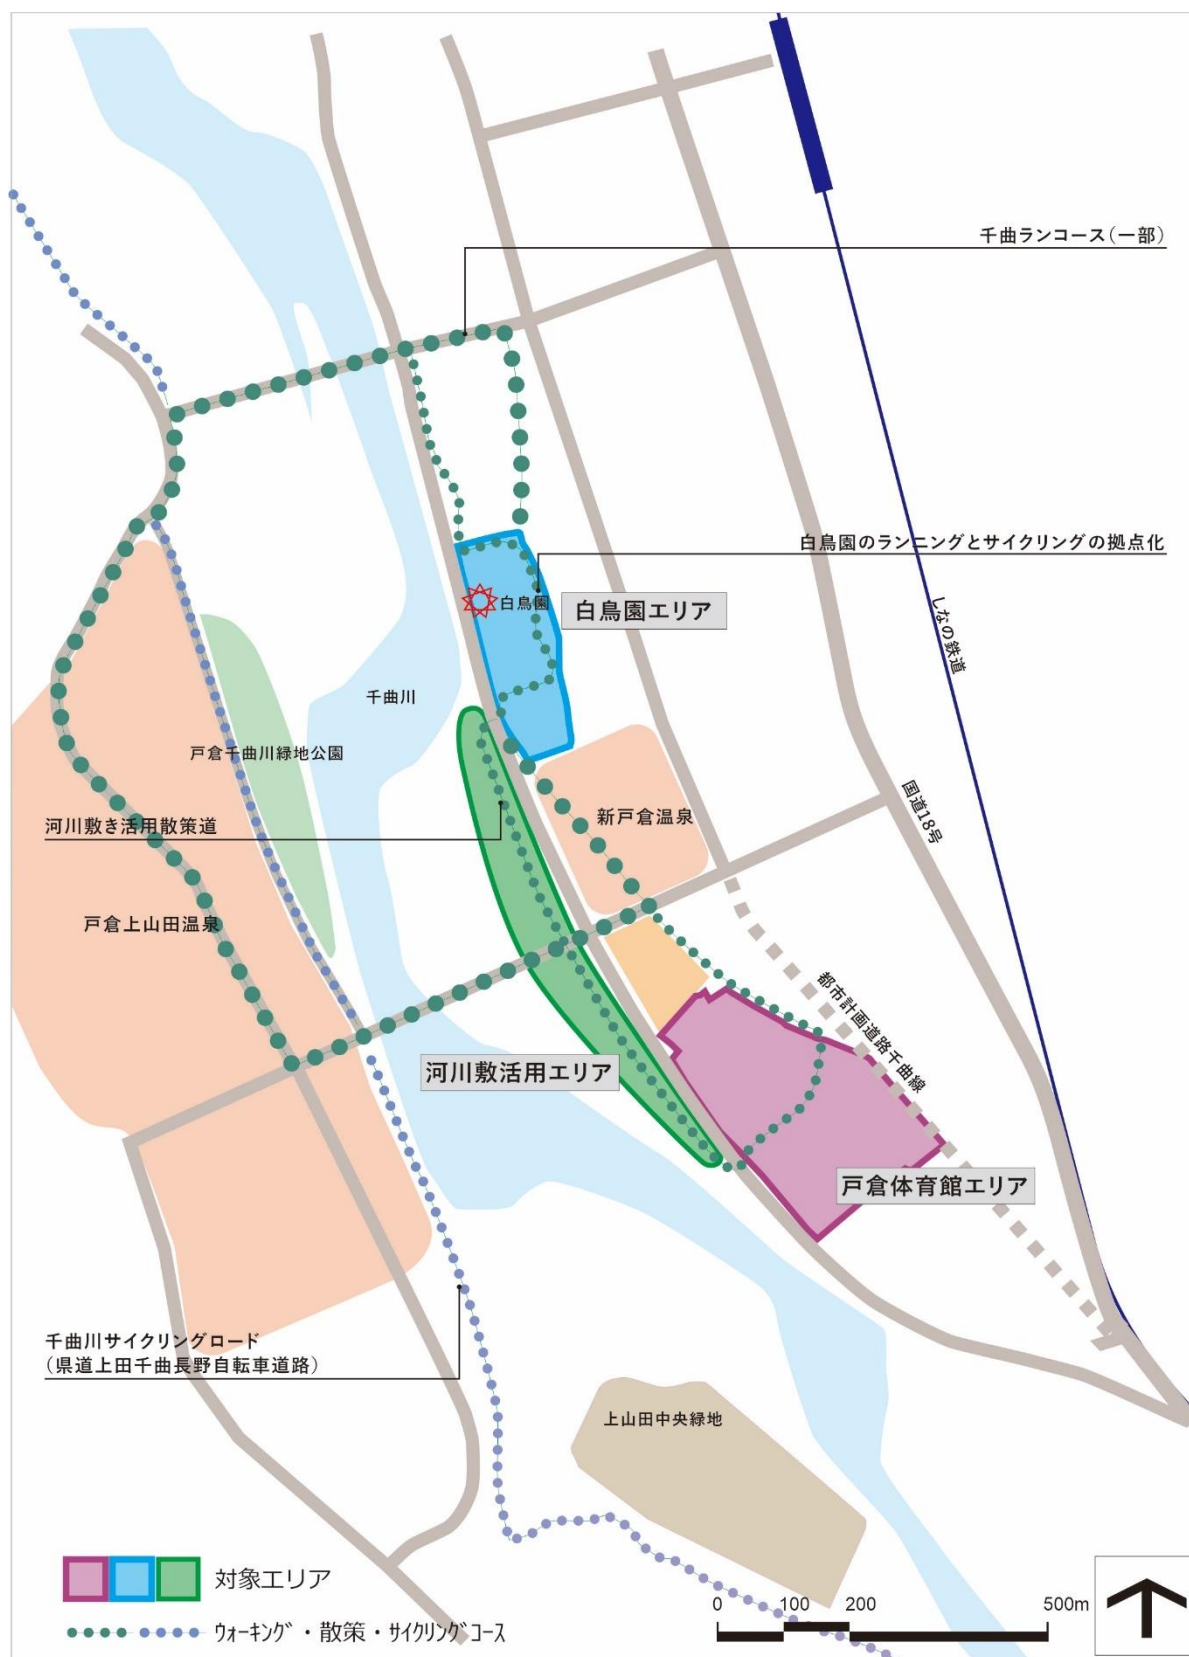 千曲ランコース（一部）
白鳥園のランニングとサイクリングの拠点化
白鳥園
白鳥園エリア
しなの鉄道
千曲川
戸倉千曲川緑地公園
河川敷き活用散策道
新戸倉温泉
国道18号
戸倉上山田温泉
都市計画道路千曲線
河川敷活用エリア
戸倉体育館エリア
千曲川サイクリングロード
（県道上田千曲長野自転車道路）
上山田中央緑地
対象エリア
ｳｫｰｷﾝｸﾞ・散策・ｻｲｸﾘﾝｸﾞｺｰｽ
0 100 200 500m